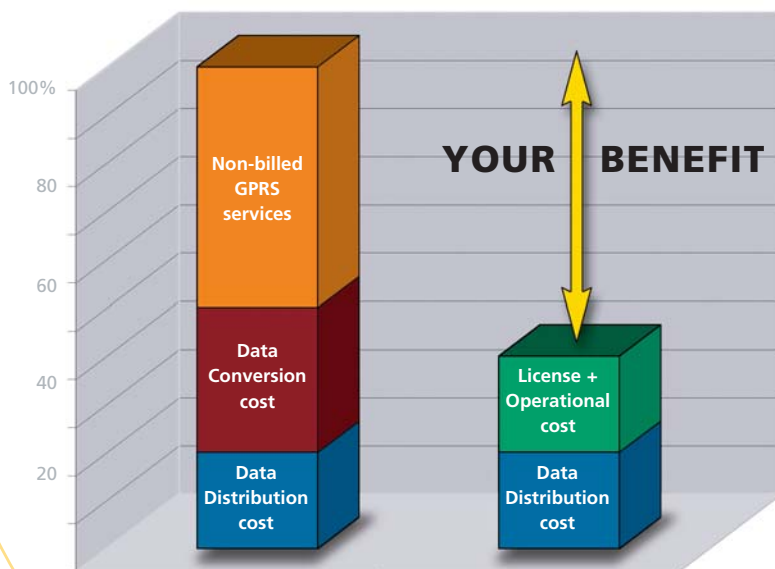 100%
80
60
40
20
Non-billed
GPRS
services
Data
Conversion
cost
Data
Distribution
cost
YOUR BENEFIT
License +
Operational
cost
Data
Distribution
cost